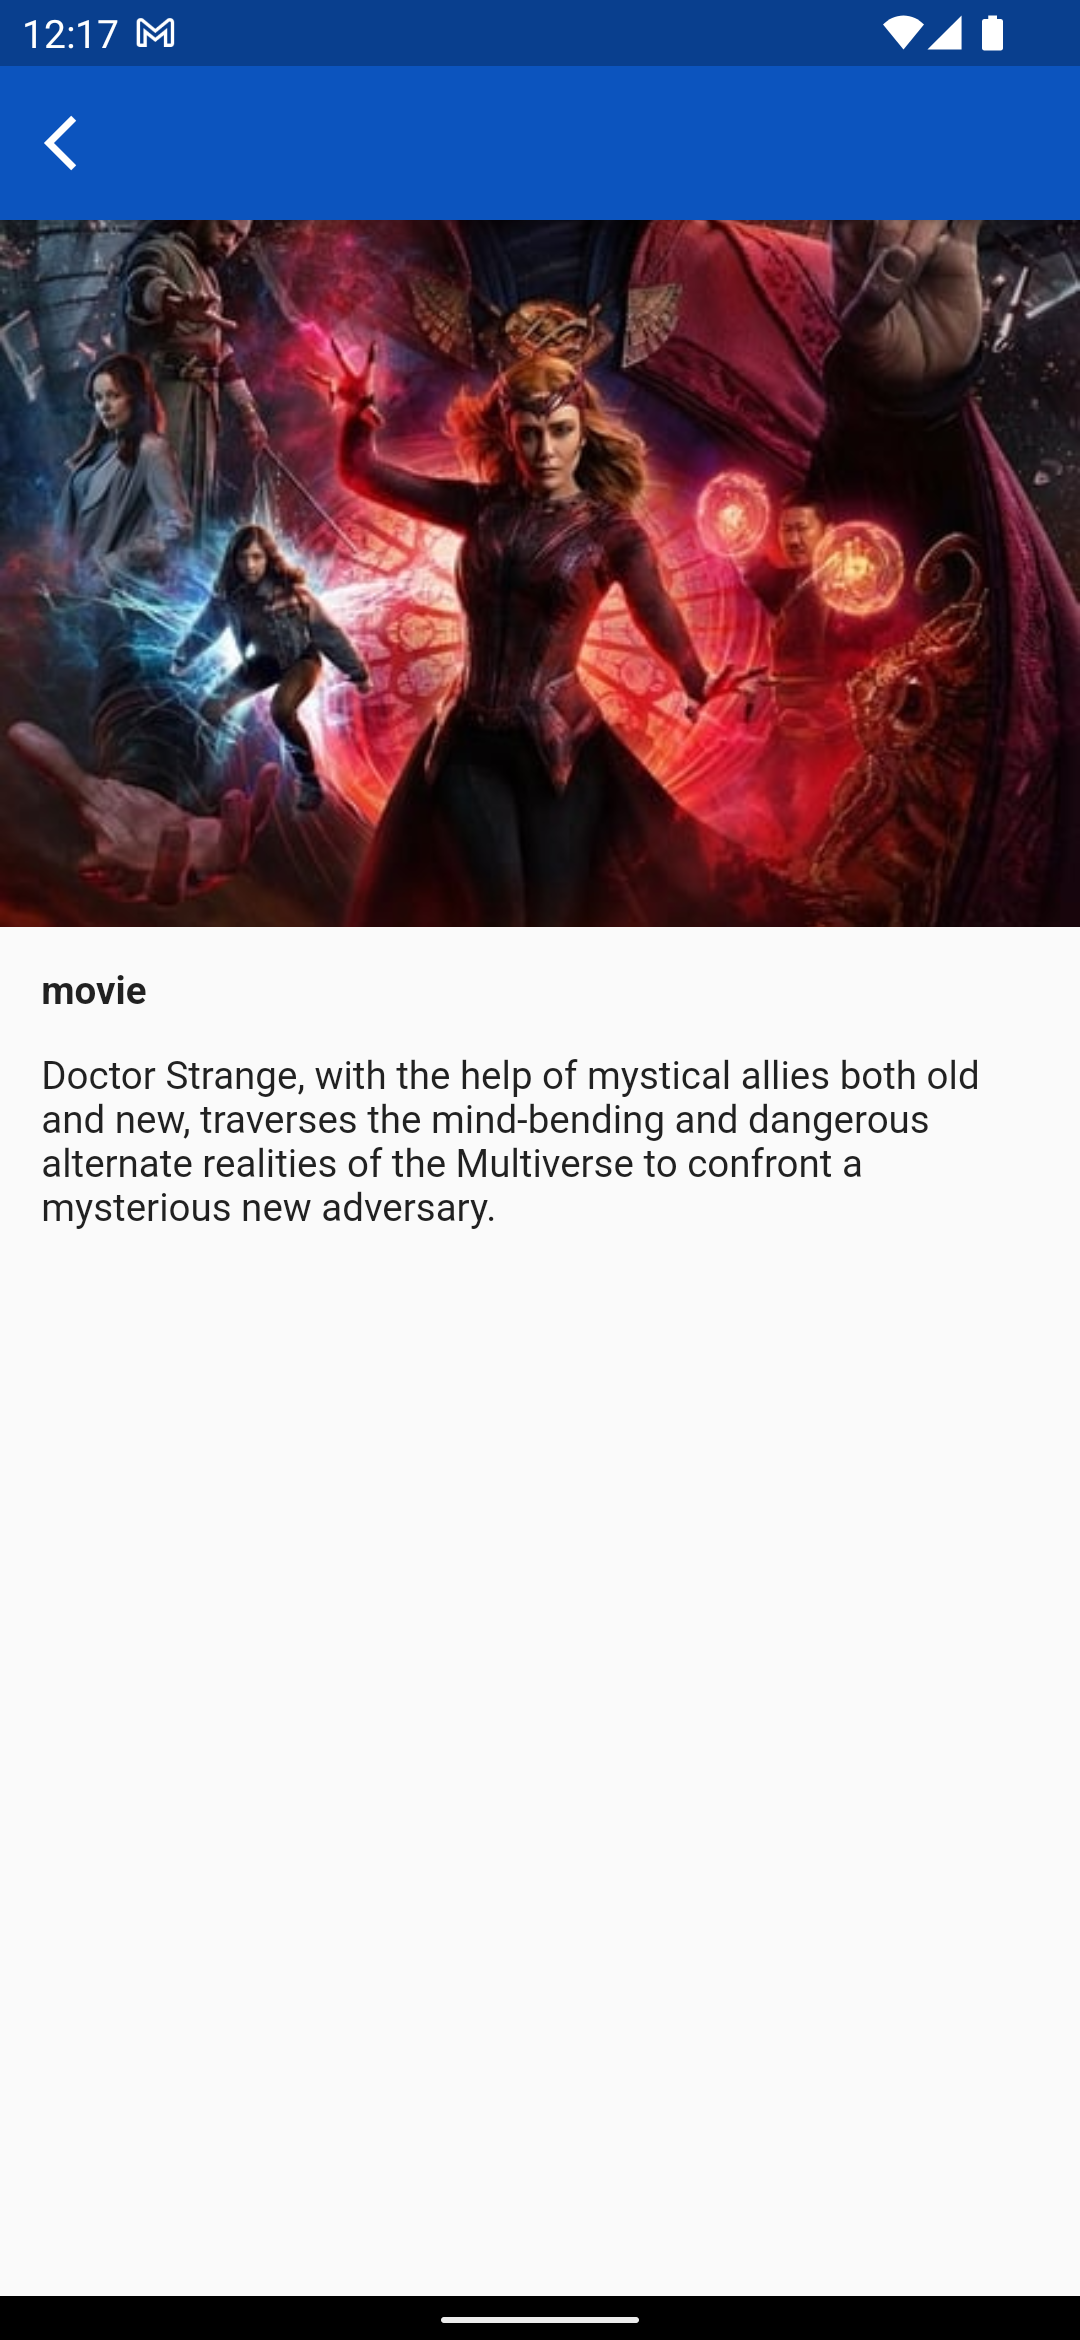 12:17
movie
Doctor Strange, with the help of mystical allies both old
and new, traverses the mind-bending and dangerous
alternate realities of the Multiverse to confront a
mysterious new adversary.